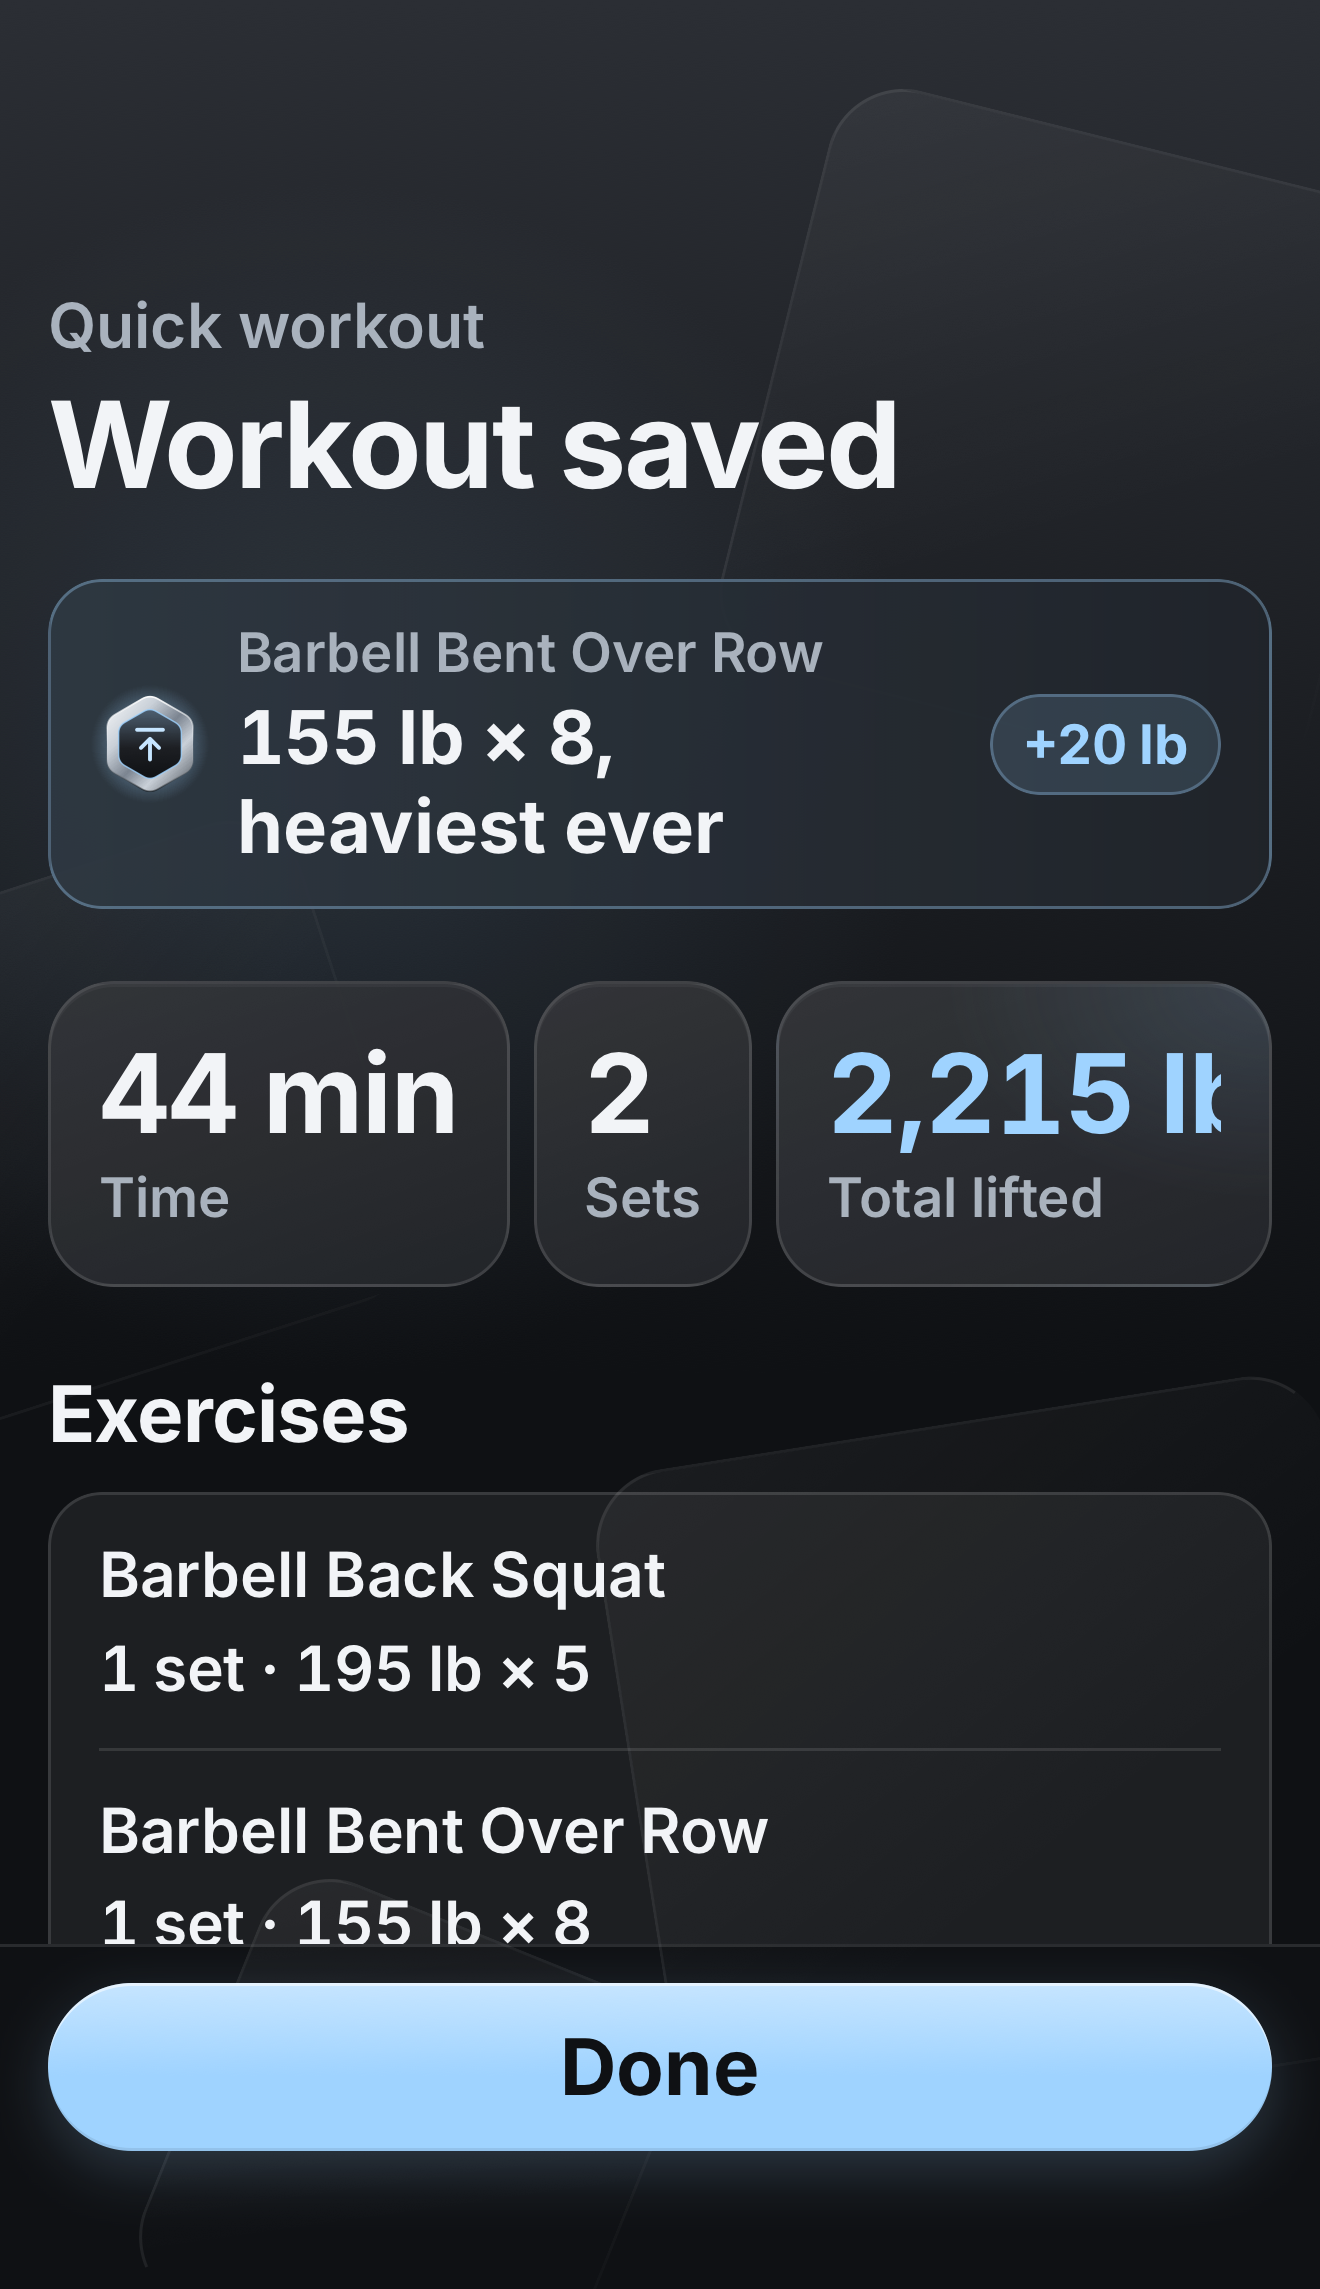 Quick workout
Workout saved
Barbell Bent Over Row
155 lb × 8,
heaviest ever
+20 lb
44 min
Time
2
Sets
2,215 lb
Total lifted
Exercises
Barbell Back Squat
1 set · 195 lb × 5
Barbell Bent Over Row
1 set · 155 lb × 8
Done